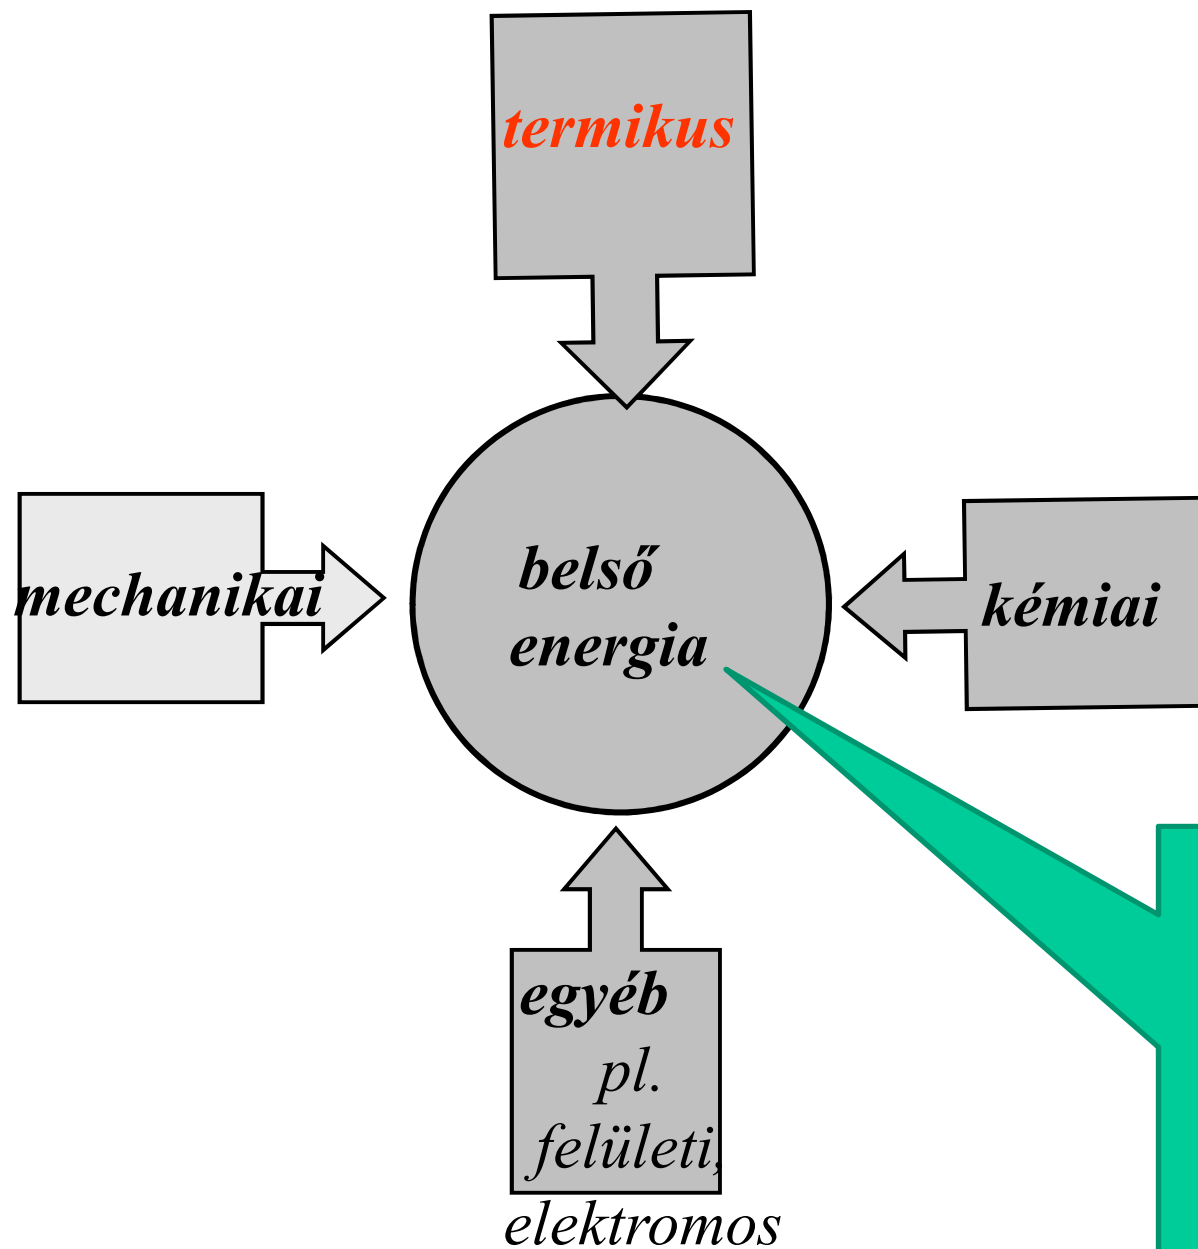 termikus
mechanikai
belső
energia
kémiai
egyéb
pl.
felületi,
elektromos